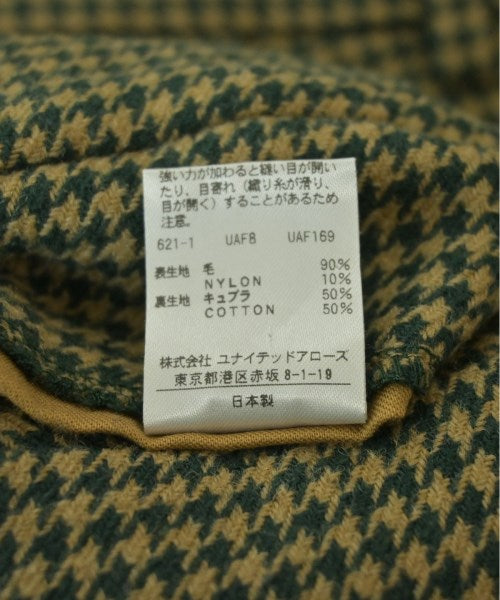 強い力が加わると縫い目が開い
たり、目寄れ（織り糸が滑り、
目が開く）することがあるため
注意。
621-1 UAF8 UAF169
表生地 毛 90%
NYLON 10%
裏生地 キュプラ 50%
COTTON 50%
株式会社 ユナイテッドアローズ
東京都港区赤坂 8-1-19
日本製